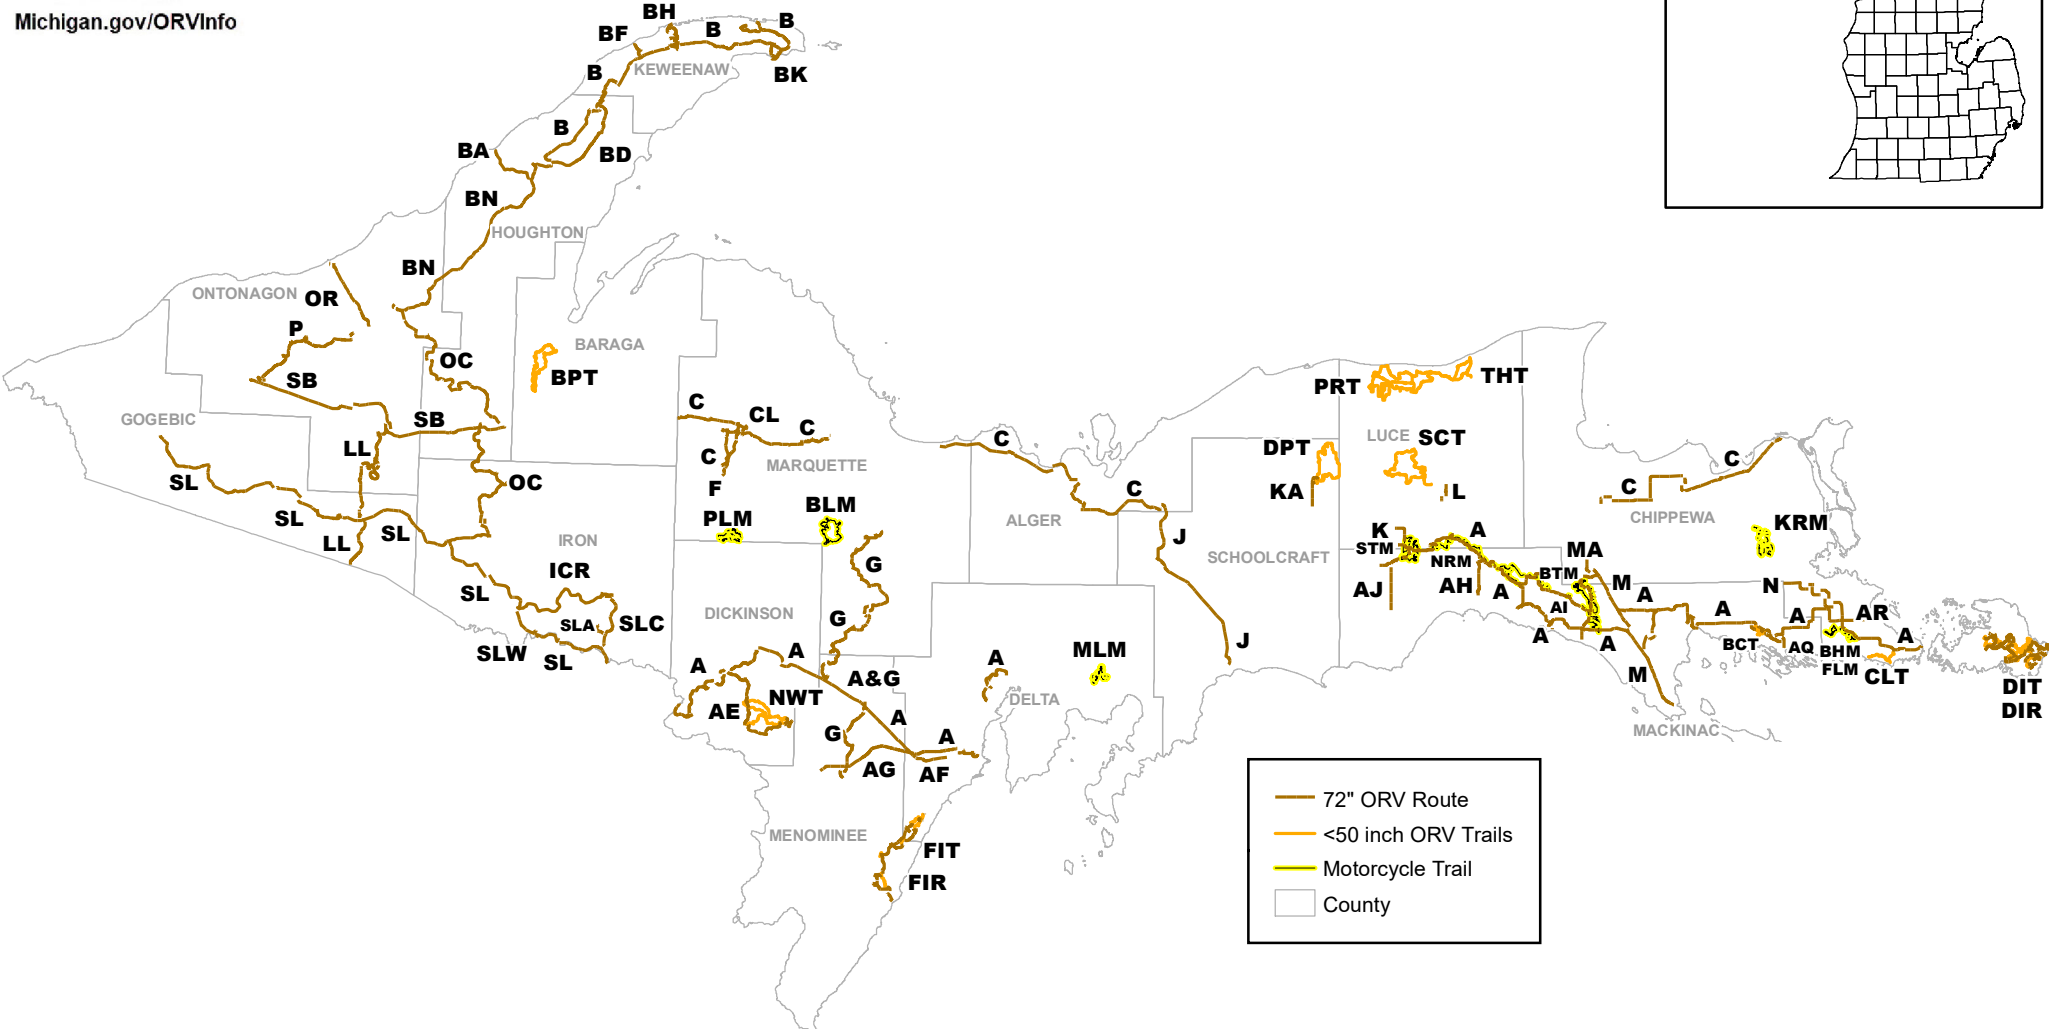 Michigan.gov/ORVInfo
BH
B
B
BF
KEWEENAW
BK
B
B
BD
BA
BN
HOUGHTON
BN
ONTONAGON
OR
P
SB
OC
BARAGA
BPT
GOGEBIC
SB
LL
SL
SL
SL
LL
OC
IRON
ICR
SL
SLA
SLC
SLW
SL
C
CL
C
C
F
MARQUETTE
PLM
BLM
G
DICKINSON
G
A
A
A&G
AE
NWT
A
G
A
AG
AF
MENOMINEE
FIT
FIR
C
ALGER
C
J
SCHOOLCRAFT
J
A
DELTA
MLM
PRT
THT
LUCE
SCT
DPT
KA
L
K
A
STM
NRM
AJ
AH
BTM
MA
A
AI
M
A
A
A
M
C
C
CHIPPEWA
KRM
N
A
A
AR
A
BCT
AQ
BHM
FLM
CLT
DIT
DIR
MACKINAC
72" ORV Route
<50 inch ORV Trails
Motorcycle Trail
County